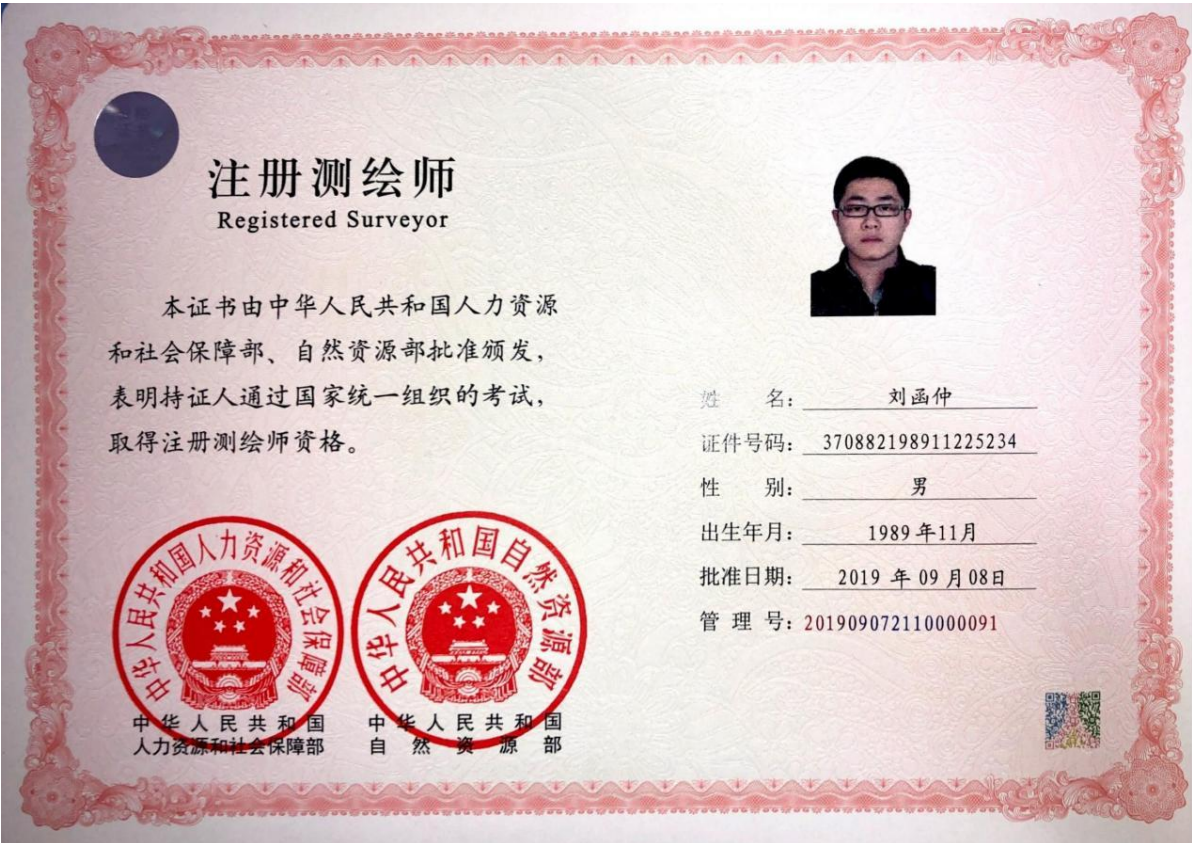 注册测绘师
Registered Surveyor
本证书由中华人民共和国人力资源
和社会保障部、自然资源部批准颁发，
表明持证人通过国家统一组织的考试，
取得注册测绘师资格。
姓　　名：刘函仲
证件号码：370882198911225234
性　　别：男
出生年月：1989年11月
批准日期：2019 年 09 月 08日
管 理 号：201909072110000091
中华人民共和国人力资源和社会保障部
中华人民共和国
人力资源和社会保障部
中华人民共和国自然资源部
中华人民共和国
自然资源部